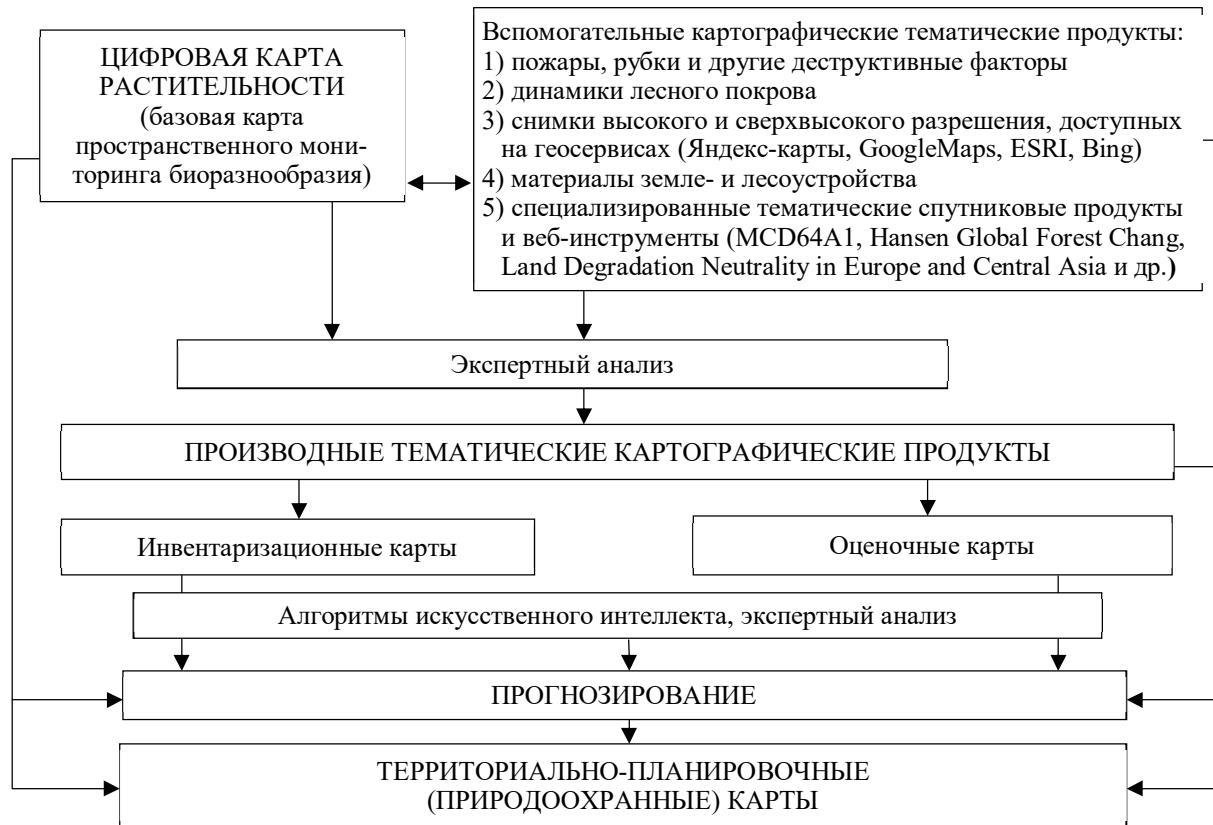 ЦИФРОВАЯ КАРТА
РАСТИТЕЛЬНОСТИ
(базовая карта
пространственного мони-
торинга биоразнообразия)
Вспомогательные картографические тематические продукты:
1) пожары, рубки и другие деструктивные факторы
2) динамики лесного покрова
3) снимки высокого и сверхвысокого разрешения, доступных
на геосервисах (Яндекс-карты, GoogleMaps, ESRI, Bing)
4) материалы земле- и лесоустройства
5) специализированные тематические спутниковые продукты
и веб-инструменты (MCD64A1, Hansen Global Forest Chang,
Land Degradation Neutrality in Europe and Central Asia и др.)
Экспертный анализ
ПРОИЗВОДНЫЕ ТЕМАТИЧЕСКИЕ КАРТОГРАФИЧЕСКИЕ ПРОДУКТЫ
Инвентаризационные карты
Оценочные карты
Алгоритмы искусственного интеллекта, экспертный анализ
ПРОГНОЗИРОВАНИЕ
ТЕРРИТОРИАЛЬНО-ПЛАНИРОВОЧНЫЕ
(ПРИРОДООХРАННЫЕ) КАРТЫ